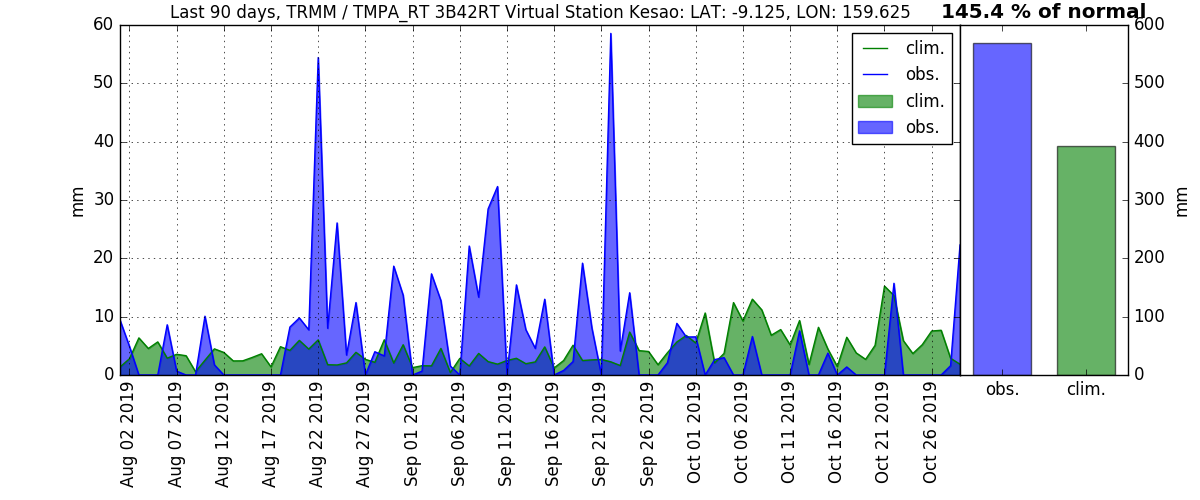 Last 90 days, TRMM / TMPA_RT 3B42RT Virtual Station Kesao: LAT: -9.125, LON: 159.625
145.4 % of normal
60
50
40
30
20
10
0
mm
clim.
obs.
clim.
obs.
600
500
400
300
200
100
0
mm
obs.
clim.
Aug 02 2019
Aug 07 2019
Aug 12 2019
Aug 17 2019
Aug 22 2019
Aug 27 2019
Sep 01 2019
Sep 06 2019
Sep 11 2019
Sep 16 2019
Sep 21 2019
Sep 26 2019
Oct 01 2019
Oct 06 2019
Oct 11 2019
Oct 16 2019
Oct 21 2019
Oct 26 2019